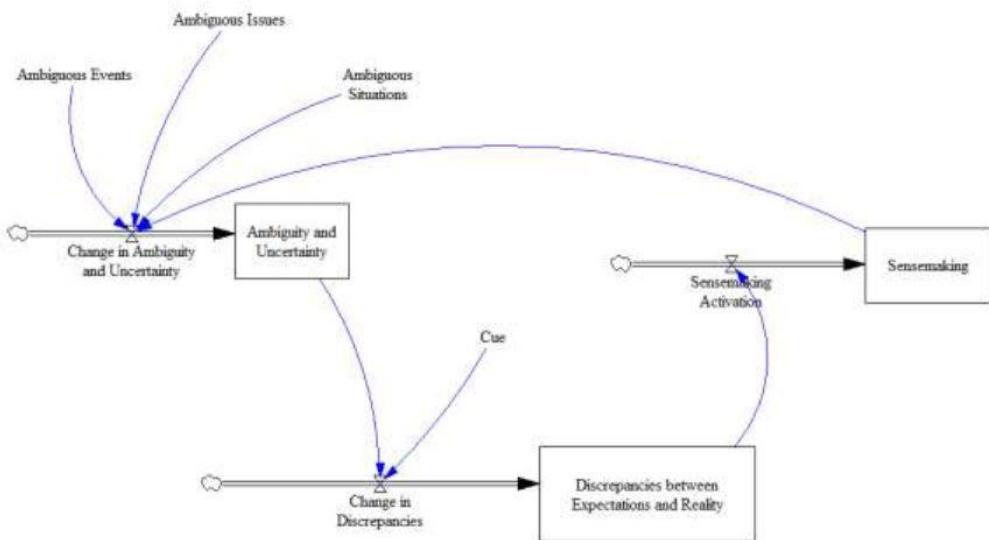 Ambiguous Issues
Ambiguous Events
Ambiguous
Situations
Change in Ambiguity
and Uncertainty
Ambiguity and
Uncertainty
Sensemaking
Activation
Sensemaking
Cue
Change in
Discrepancies
Discrepancies between
Expectations and Reality